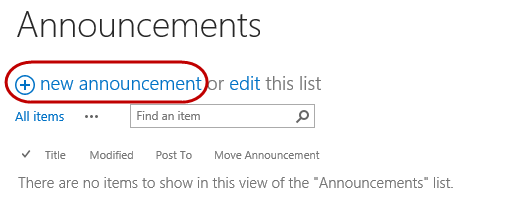 Announcements
new announcement or edit this list
All items ... Find an item
Title Modified Post To Move Announcement
There are no items to show in this view of the "Announcements" list.